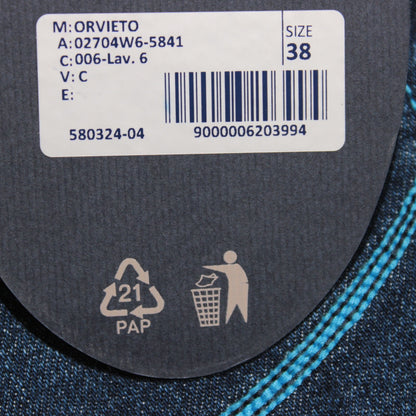 M: ORVIETO
A: 02704W6-5841
C: 006-Lav. 6
V: C
E:
SIZE
38
580324-04
9000006203994
21
PAP